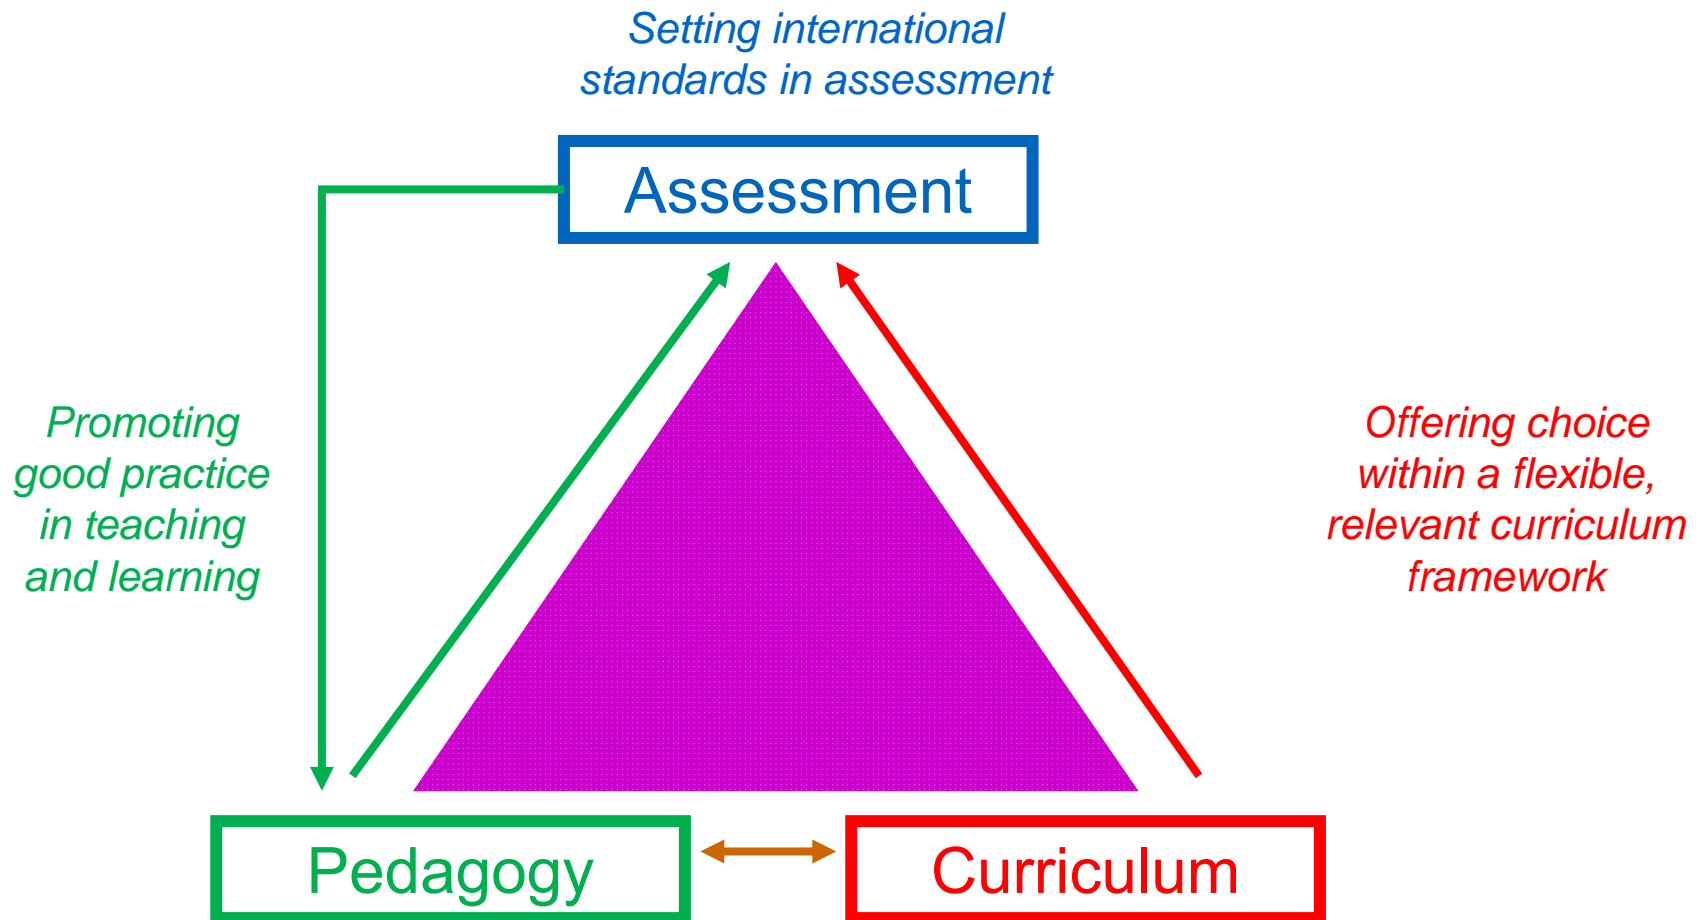 Setting international
standards in assessment
Assessment
Promoting
good practice
in teaching
and learning
Offering choice
within a flexible,
relevant curriculum
framework
Pedagogy
Curriculum